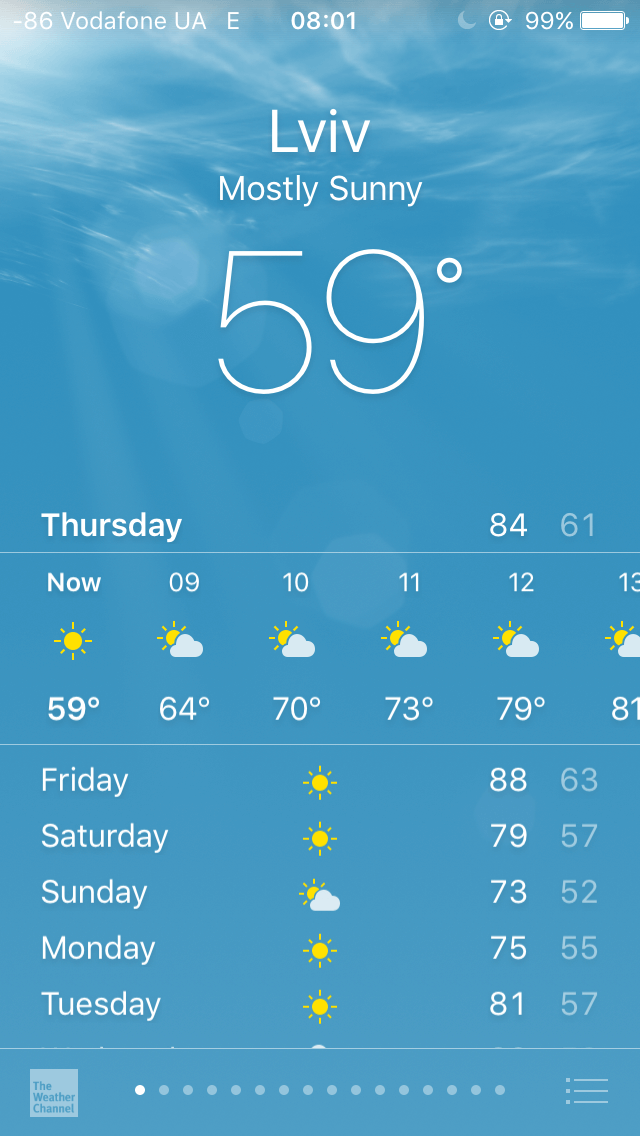 -86 Vodafone UA E 08:01 99%
Lviv
Mostly Sunny
59°
Thursday 84 61
Now 09 10 11 12 13
59° 64° 70° 73° 79° 81
Friday 88 63
Saturday 79 57
Sunday 73 52
Monday 75 55
Tuesday 81 57
The
Weather
Channel